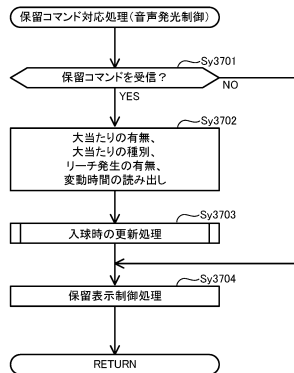 保留コマンド対応処理(音声発光制御)
Sy3701
保留コマンドを受信？
NO
YES
Sy3702
大当たりの有無、
大当たりの種別、
リーチ発生の有無、
変動時間の読み出し
Sy3703
入球時の更新処理
Sy3704
保留表示制御処理
RETURN